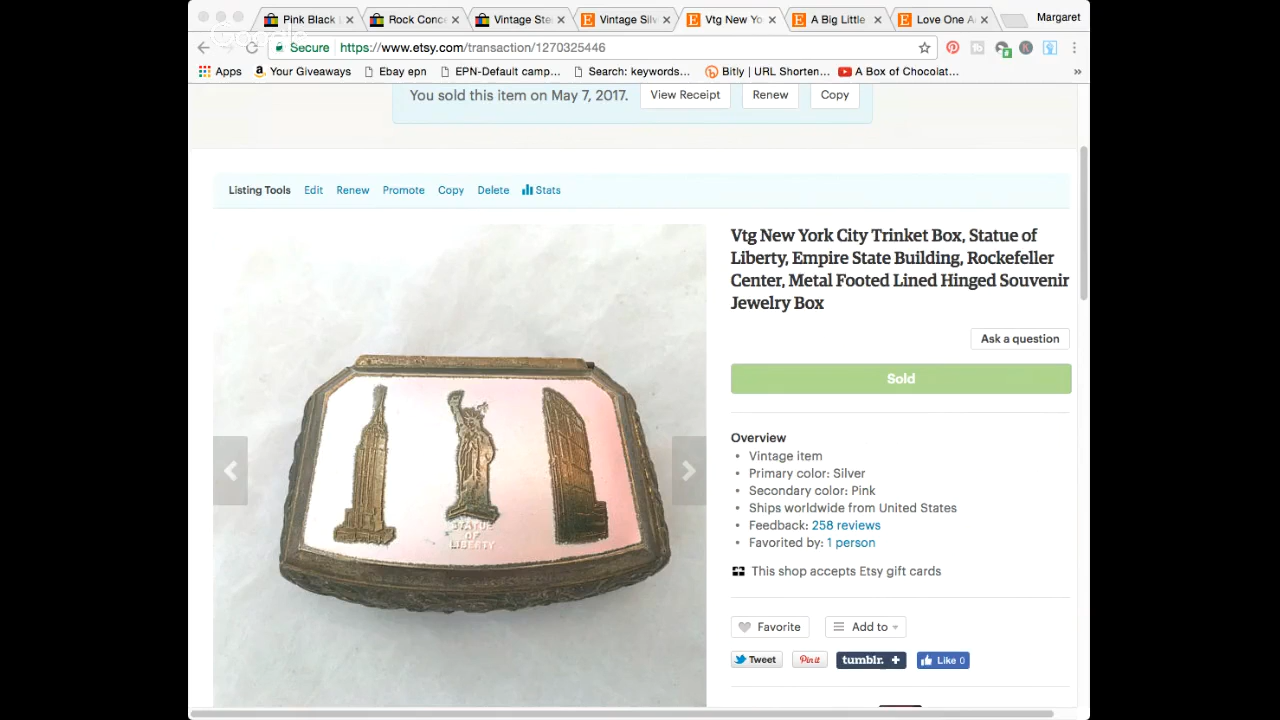 Pink Black L
Rock Conce
Vintage Ste
Vintage Silv
Vtg New Yo
A Big Little
Love One A
Margaret
Google
Secure
https://www.etsy.com/transaction/1270325446
Apps
Your Giveaways
Ebay epn
EPN-Default camp...
Search: keywords...
Bitly | URL Shorten...
A Box of Chocolat...
»
You sold this item on May 7, 2017.
View Receipt
Renew
Copy
Listing Tools
Edit
Renew
Promote
Copy
Delete
Stats
Vtg New York City Trinket Box, Statue of
Liberty, Empire State Building, Rockefeller
Center, Metal Footed Lined Hinged Souvenir
Jewelry Box
Ask a question
Sold
STATUE
OF
LIBERTY
Overview
• Vintage item
• Primary color: Silver
• Secondary color: Pink
• Ships worldwide from United States
• Feedback: 258 reviews
• Favorited by: 1 person
This shop accepts Etsy gift cards
Favorite
Add to
Tweet
Pin it
tumblr. +
Like 0